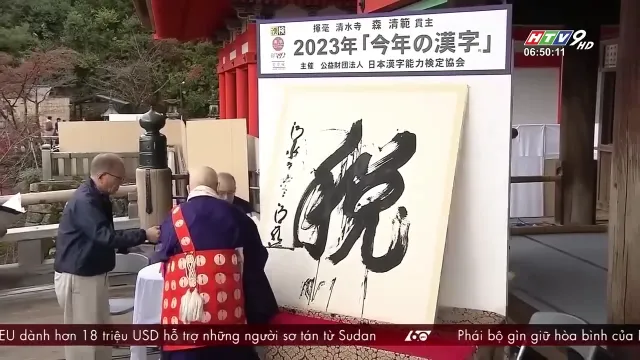 HTV9 HD
06:50:11
揮毫 清水寺 森 清範 貫主
2023年「今年の漢字」
主催 公益財団法人 日本漢字能力検定協会
税
EU dành hơn 18 triệu USD hỗ trợ những người sơ tán từ Sudan
Phái bộ gìn giữ hòa bình của